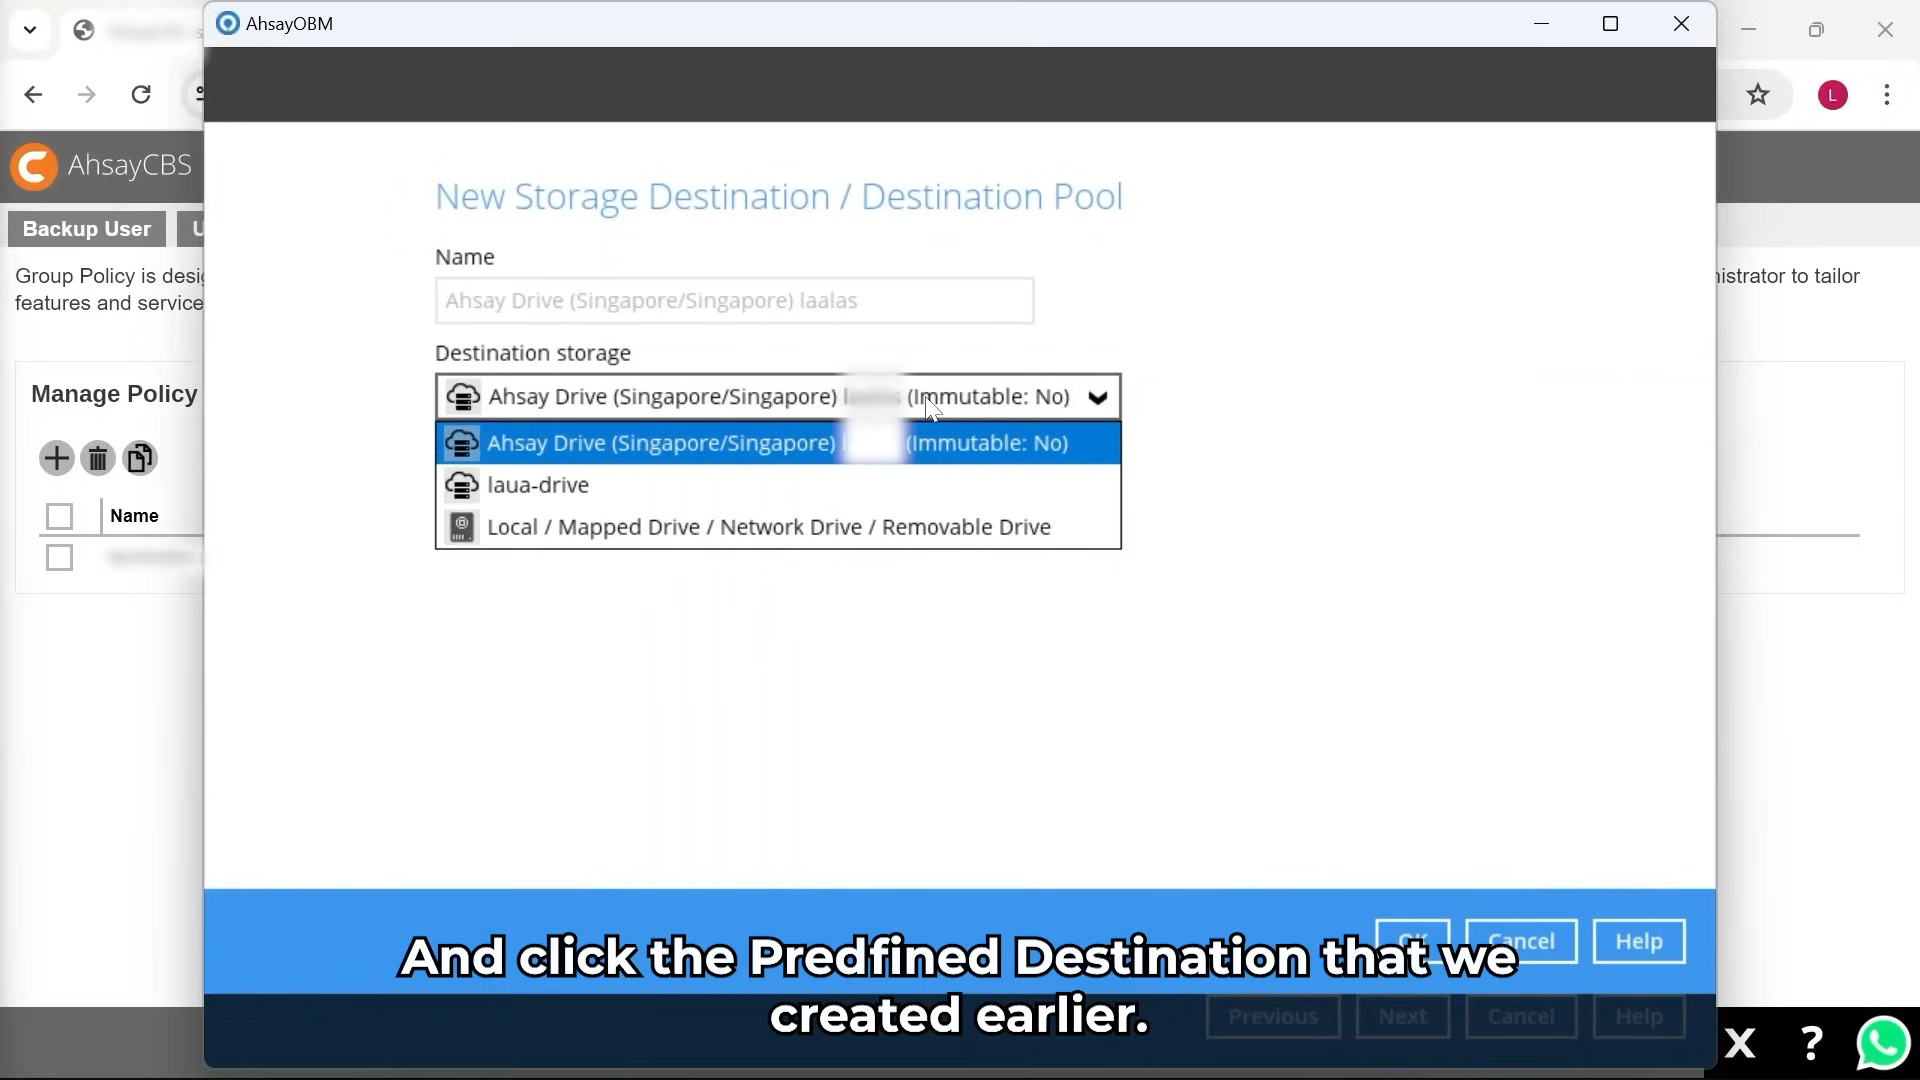 AhsayOBM
L
AhsayCBS
Backup User
U
Group Policy is desig
istrator to tailor
features and service
New Storage Destination / Destination Pool
Name
Ahsay Drive (Singapore/Singapore) laalas
Destination storage
Ahsay Drive (Singapore/Singapore) (Immutable: No)
Ahsay Drive (Singapore/Singapore) (Immutable: No)
laua-drive
Local / Mapped Drive / Network Drive / Removable Drive
Manage Policy
Name
OK
Cancel
Help
And click the Predfined Destination that we
created earlier.
Previous
Next
Cancel
Help
X
?